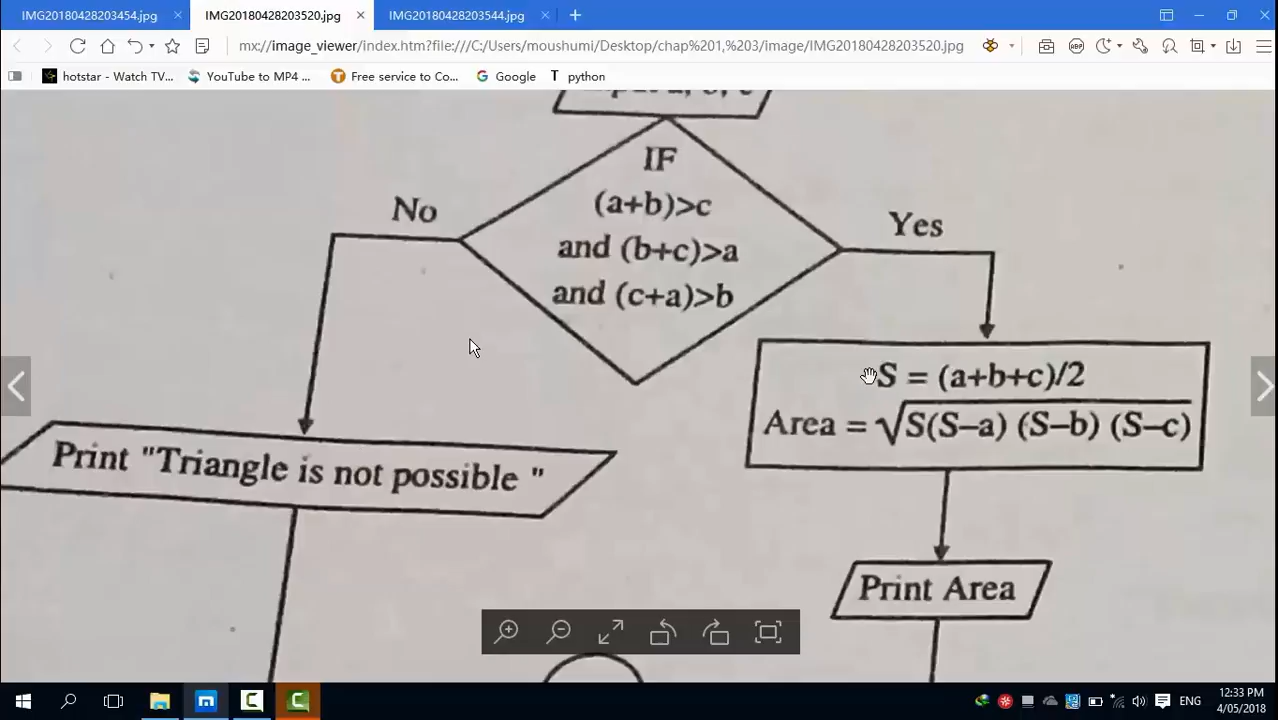 IMG20180428203454.jpg
IMG20180428203520.jpg
IMG20180428203544.jpg
mx://image_viewer/index.htm?file:///C:/Users/moushumi/Desktop/chap%201,%203/image/IMG20180428203520.jpg
hotstar - Watch TV...
YouTube to MP4 ...
Free service to Co...
Google
python
IF
(a+b)>c
and (b+c)>a
and (c+a)>b
No
Yes
S = (a+b+c)/2
Area = √S(S–a) (S–b) (S–c)
Print "Triangle is not possible "
Print Area
ENG
12:33 PM
4/05/2018